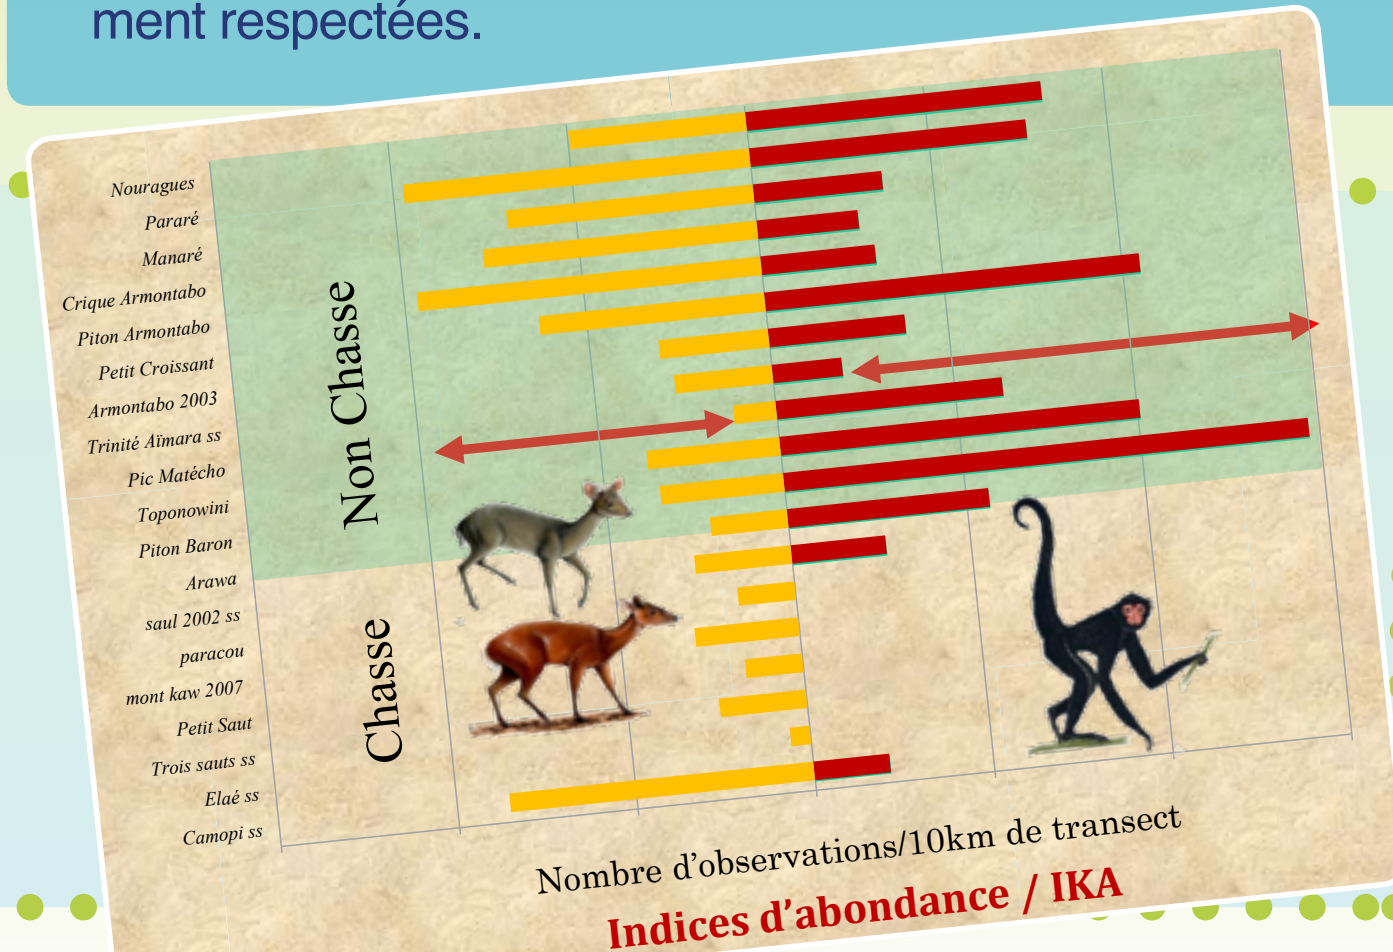 ment respectées.
Nouragues
Pararé
Manaré
Crique Armontabo
Piton Armontabo
Petit Croissant
Armontabo 2003
Trinité Aïmara ss
Pic Matécho
Toponowini
Piton Baron
Arawa
saul 2002 ss
paracou
mont kaw 2007
Petit Saut
Trois sauts ss
Elaé ss
Camopi ss
Non Chasse
Chasse
Nombre d'observations/10km de transect
Indices d'abondance / IKA